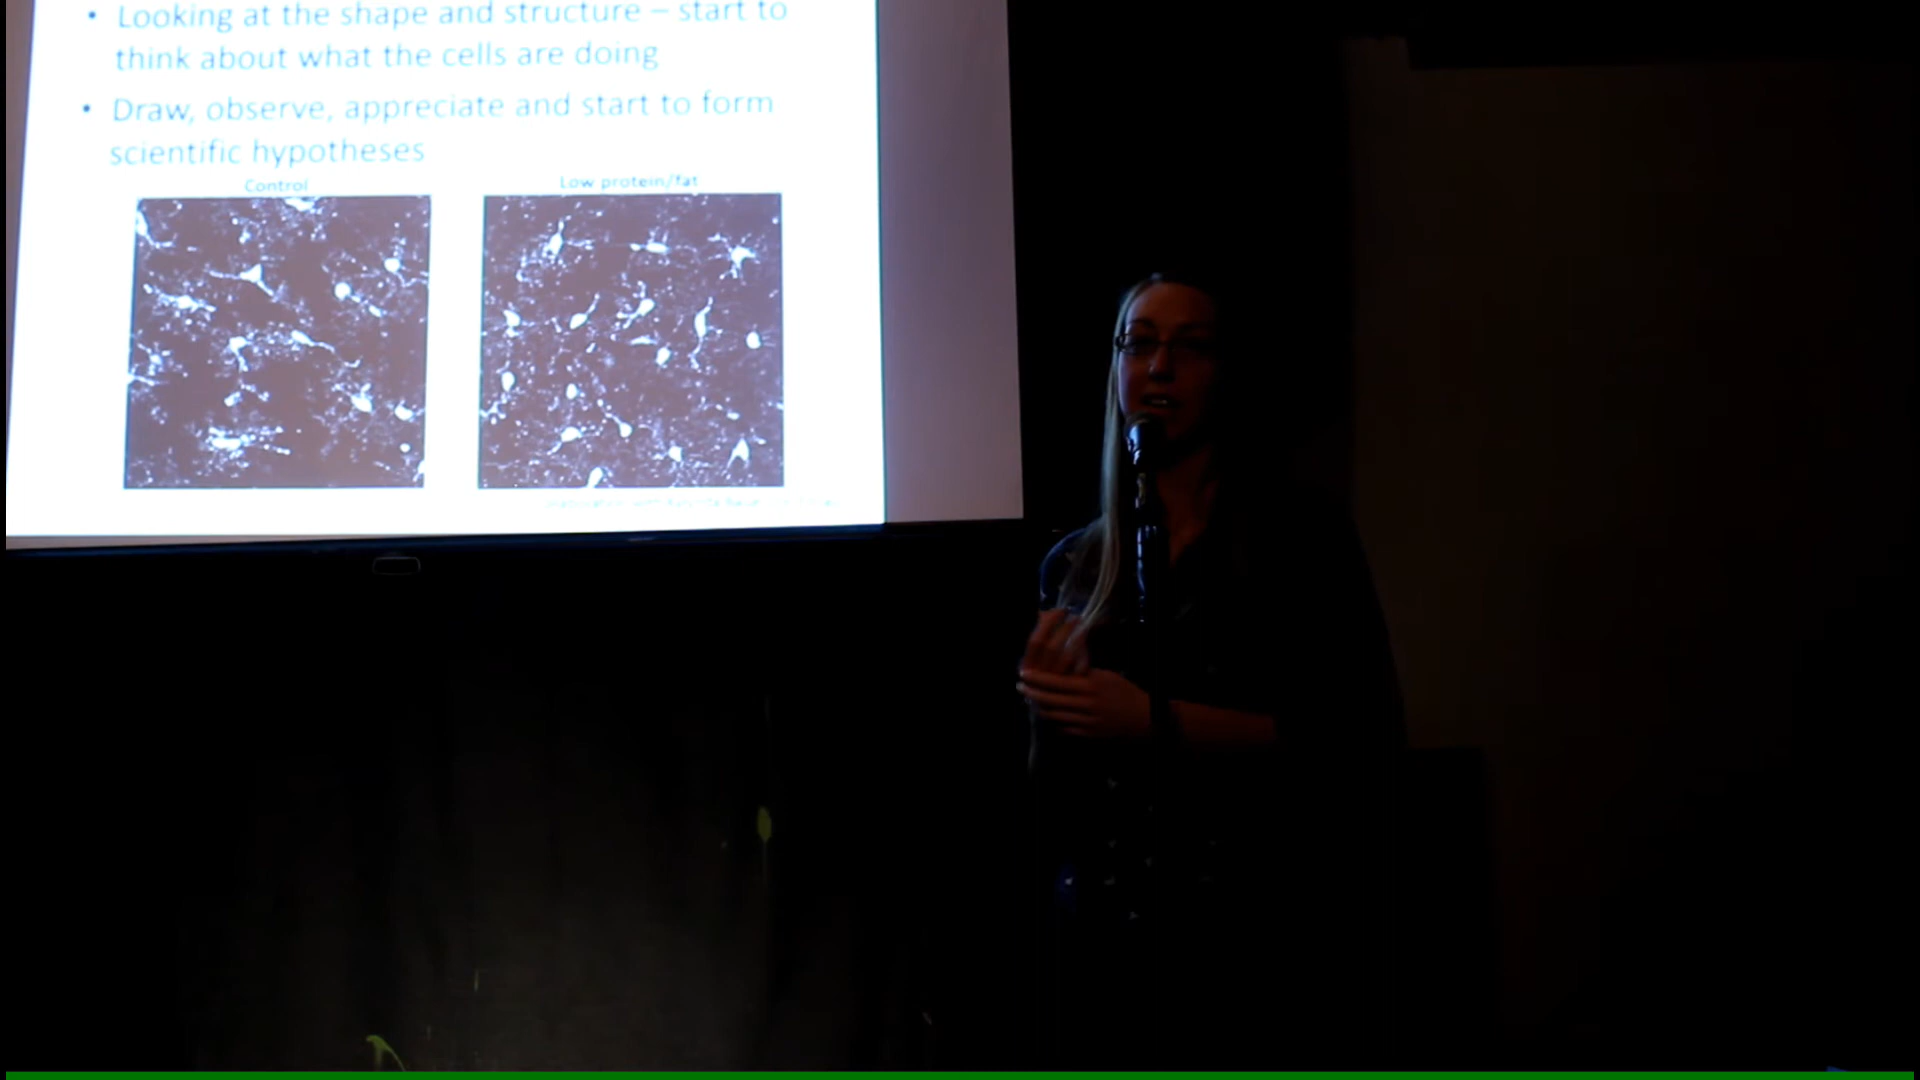 • Looking at the shape and structure – start to
think about what the cells are doing
• Draw, observe, appreciate and start to form
scientific hypotheses
Control
Low protein/fat